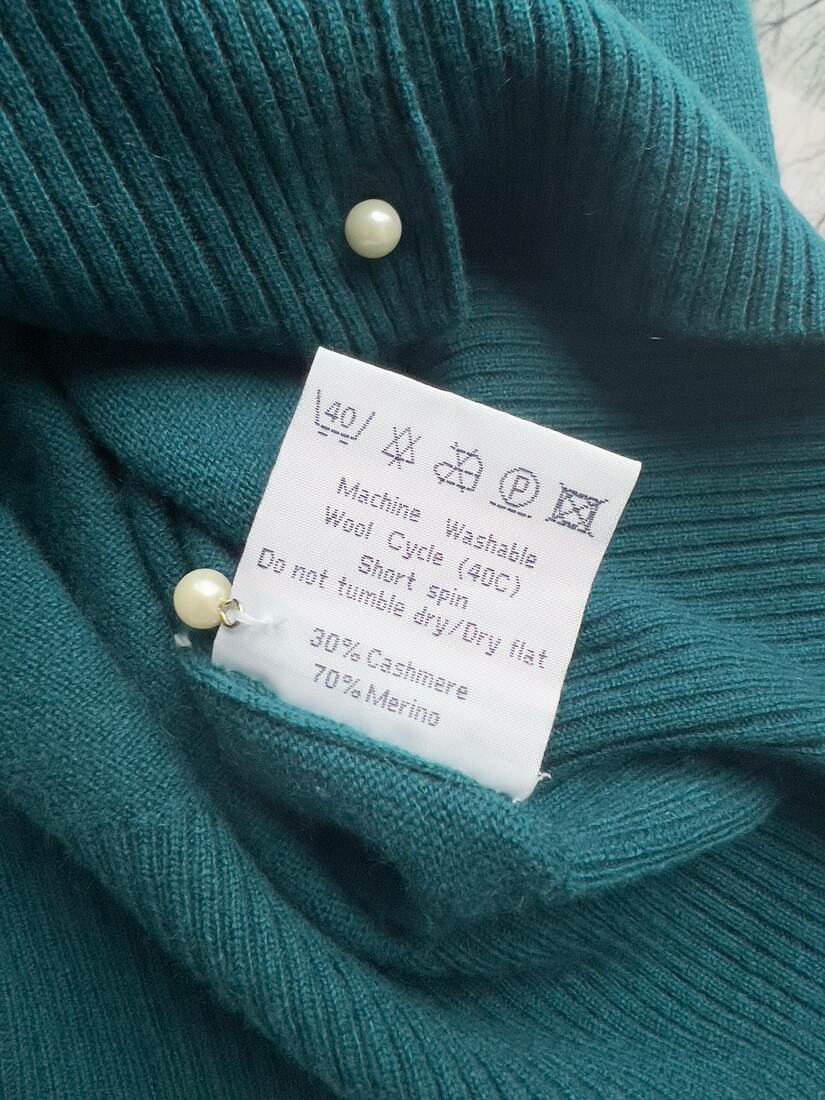 40 P
Machine Washable
Wool Cycle (40C)
Short spin
Do not tumble dry/Dry flat
30% Cashmere
70% Merino